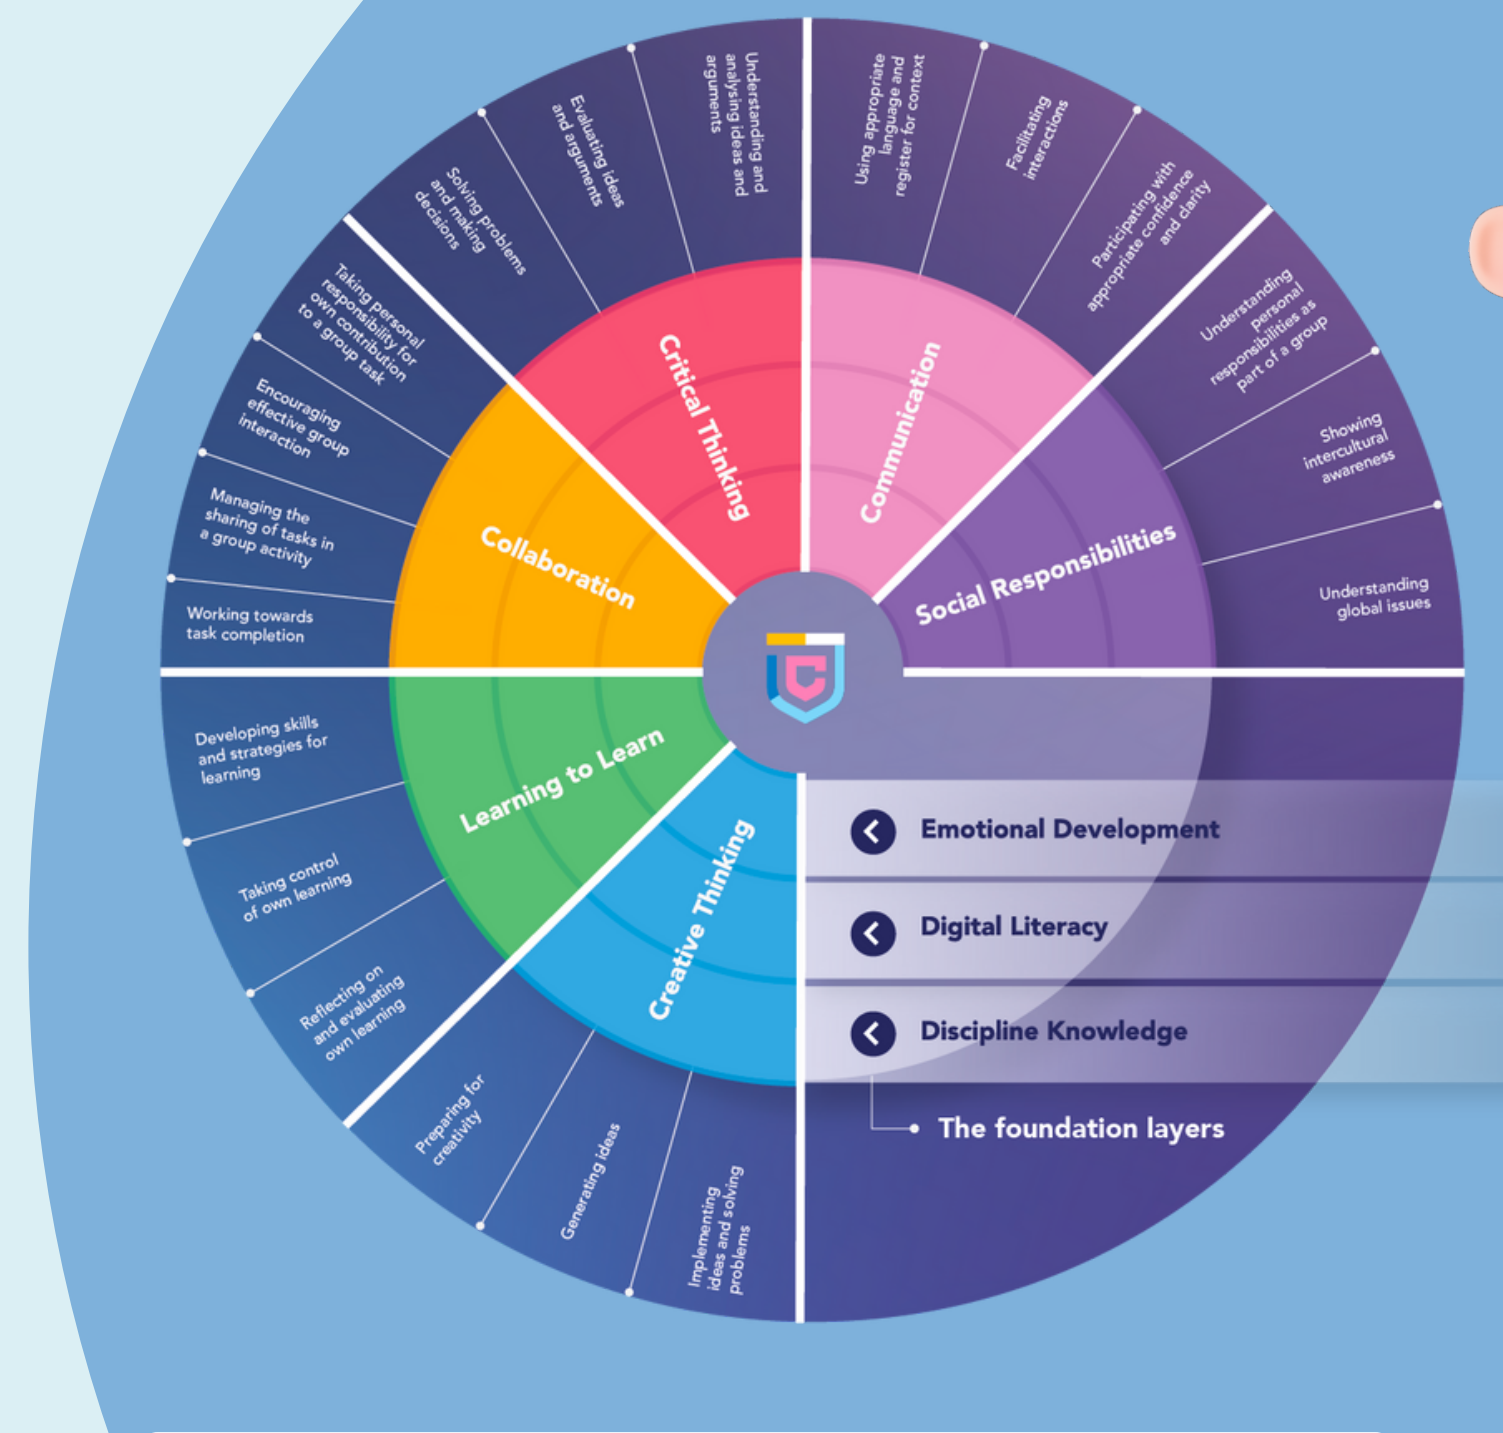 Critical Thinking
Understanding and
analysing ideas and
arguments
Evaluating ideas
and arguments
Solving problems
and making
decisions
Communication
Using appropriate
language and
register for context
Facilitating
interactions
Participating with
appropriate confidence
and clarity
Social Responsibilities
Understanding
personal
responsibilities as
part of a group
Showing
intercultural
awareness
Understanding
global issues
Collaboration
Taking personal
responsibility for
own contribution
to a group task
Encouraging
effective group
interaction
Managing the
sharing of tasks in
a group activity
Working towards
task completion
Learning to Learn
Developing skills
and strategies for
learning
Taking control
of own learning
Reflecting on
and evaluating
own learning
Creative Thinking
Preparing for
creativity
Generating ideas
Implementing
ideas and solving
problems
Emotional Development
Digital Literacy
Discipline Knowledge
The foundation layers